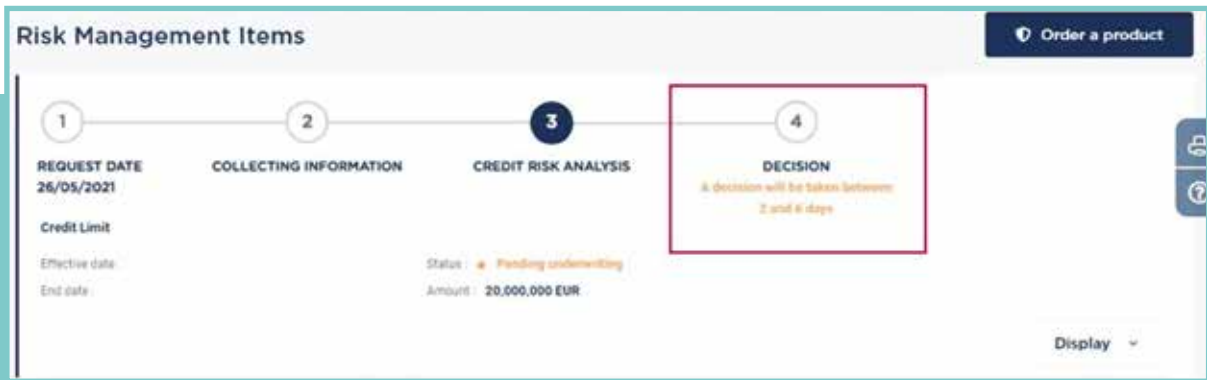 Risk Management Items
Order a product
1
2
3
4
REQUEST DATE
26/05/2021
COLLECTING INFORMATION
CREDIT RISK ANALYSIS
DECISION
A decision will be taken between
2 and 6 days
Credit Limit
Effective date :
End date :
Status : Pending underwriting
Amount : 20,000,000 EUR
Display